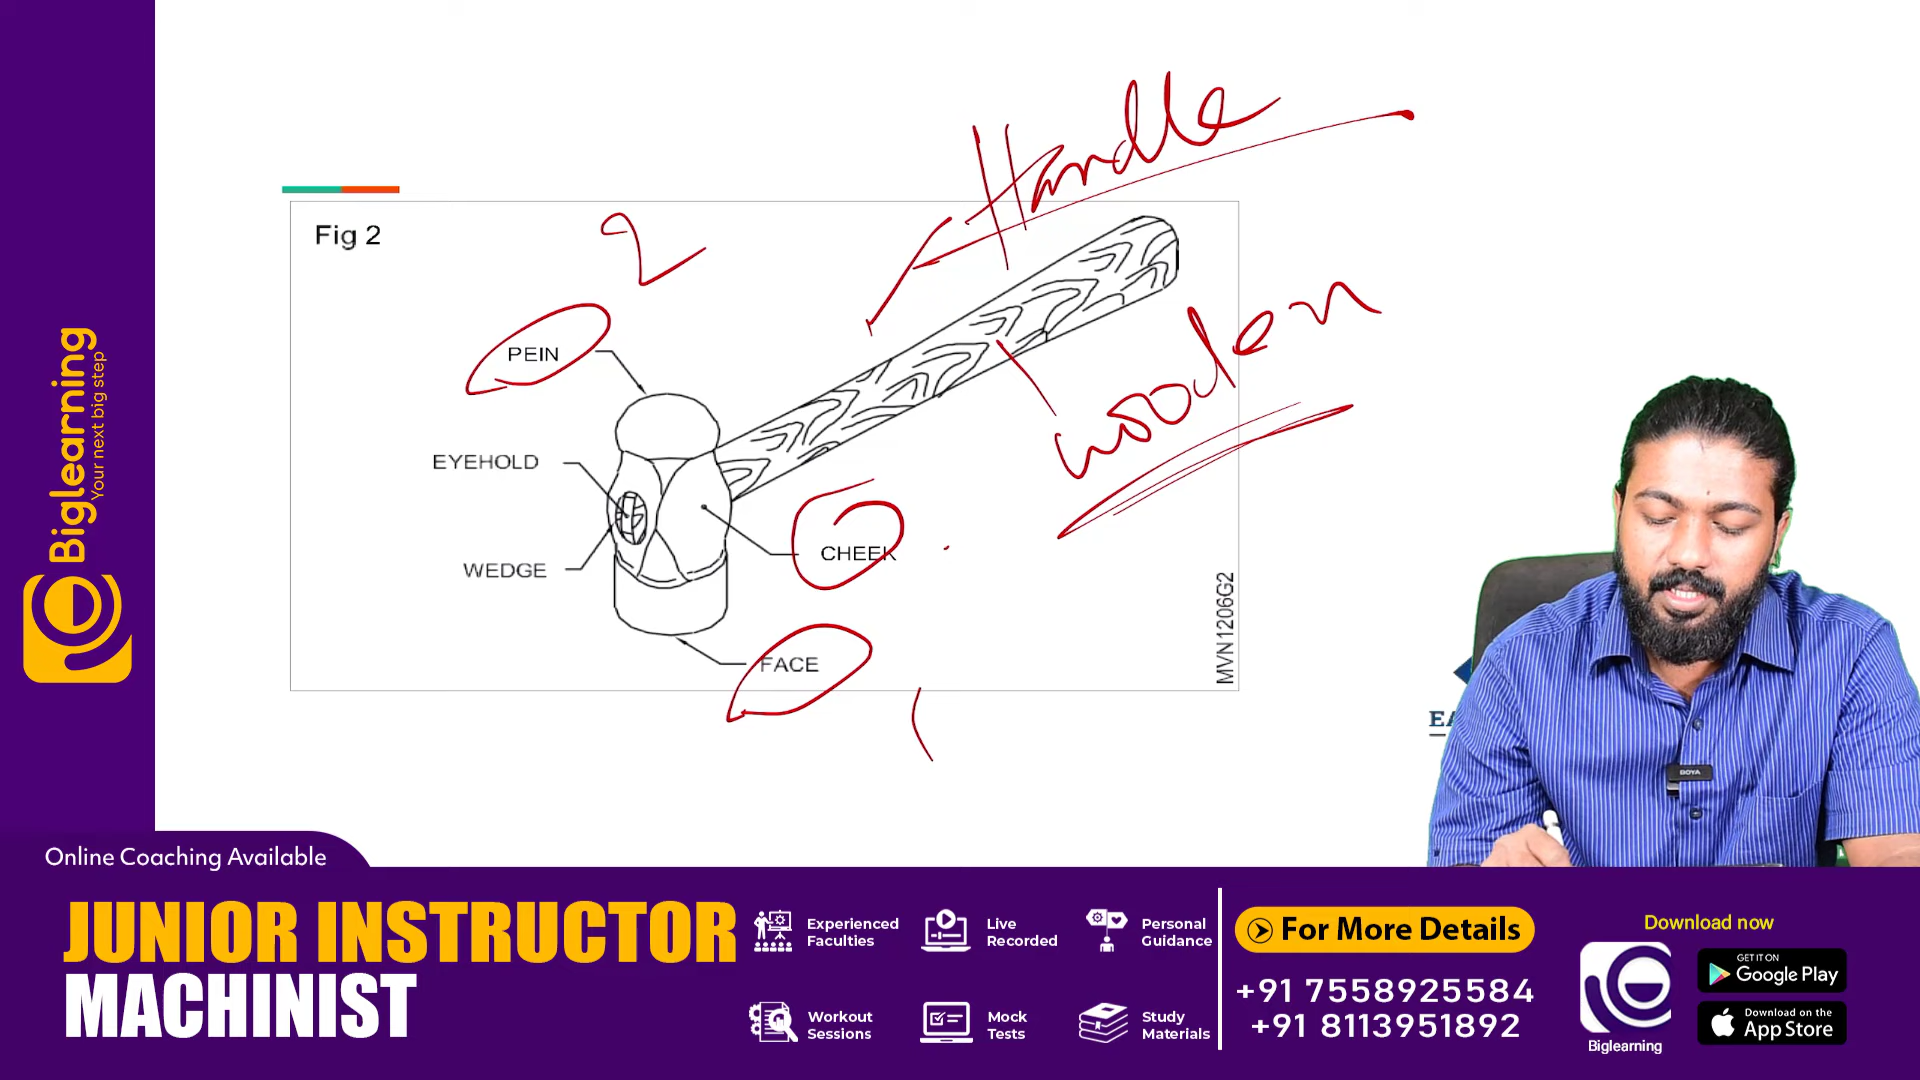 Biglearning
Your next big step
Fig 2
2
Handle
PEIN
wooden
EYEHOLD
CHEEK
WEDGE
FACE
MVN1206G2
BOYA
Online Coaching Available
JUNIOR INSTRUCTOR
MACHINIST
Experienced
Faculties
Live
Recorded
Personal
Guidance
Workout
Sessions
Mock
Tests
Study
Materials
For More Details
+91 7558925584
+91 8113951892
Download now
Biglearning
GET IT ON
Google Play
Download on the
App Store